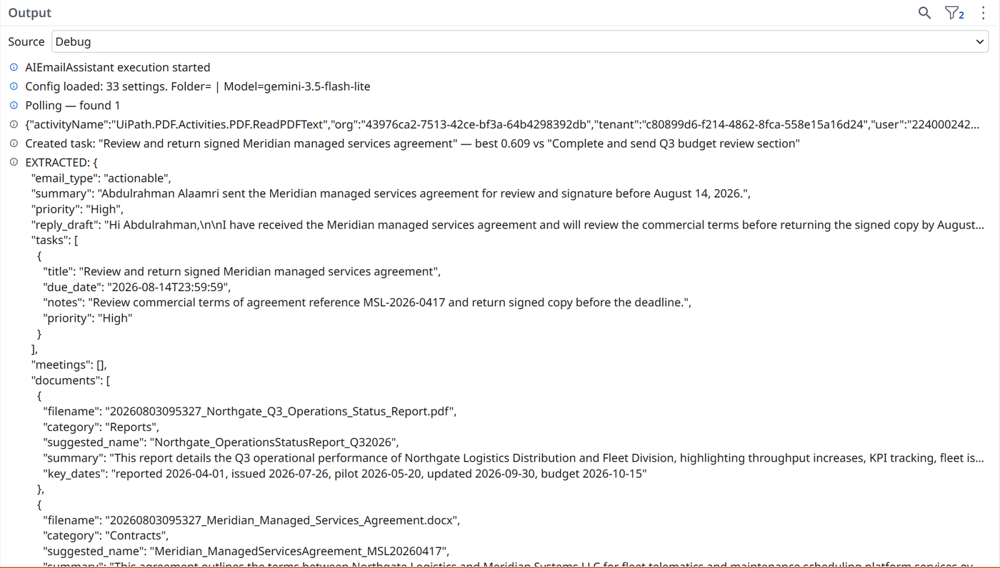 Output
2
Source Debug
AIEmailAssistant execution started
Config loaded: 33 settings. Folder= | Model=gemini-3.5-flash-lite
Polling — found 1
{"activityName":"UiPath.PDF.Activities.PDF.ReadPDFText","org":"43976ca2-7513-42ce-bf3a-64b4298392db","tenant":"c80899d6-f214-4862-8fca-558e15a16d24","user":"224000242...
Created task: "Review and return signed Meridian managed services agreement" — best 0.609 vs "Complete and send Q3 budget review section"
EXTRACTED: {
"email_type": "actionable",
"summary": "Abdulrahman Alaamri sent the Meridian managed services agreement for review and signature before August 14, 2026.",
"priority": "High",
"reply_draft": "Hi Abdulrahman,\n\nI have received the Meridian managed services agreement and will review the commercial terms before returning the signed copy by August...
"tasks": [
{
"title": "Review and return signed Meridian managed services agreement",
"due_date": "2026-08-14T23:59:59",
"notes": "Review commercial terms of agreement reference MSL-2026-0417 and return signed copy before the deadline.",
"priority": "High"
}
],
"meetings": [],
"documents": [
{
"filename": "20260803095327_Northgate_Q3_Operations_Status_Report.pdf",
"category": "Reports",
"suggested_name": "Northgate_OperationsStatusReport_Q32026",
"summary": "This report details the Q3 operational performance of Northgate Logistics Distribution and Fleet Division, highlighting throughput increases, KPI tracking, fleet is...
"key_dates": "reported 2026-04-01, issued 2026-07-26, pilot 2026-05-20, updated 2026-09-30, budget 2026-10-15"
},
{
"filename": "20260803095327_Meridian_Managed_Services_Agreement.docx",
"category": "Contracts",
"suggested_name": "Meridian_ManagedServicesAgreement_MSL20260417",
"summary": "This agreement outlines the terms between Northgate Logistics and Meridian Systems LLC for fleet telematics and maintenance scheduling platform services